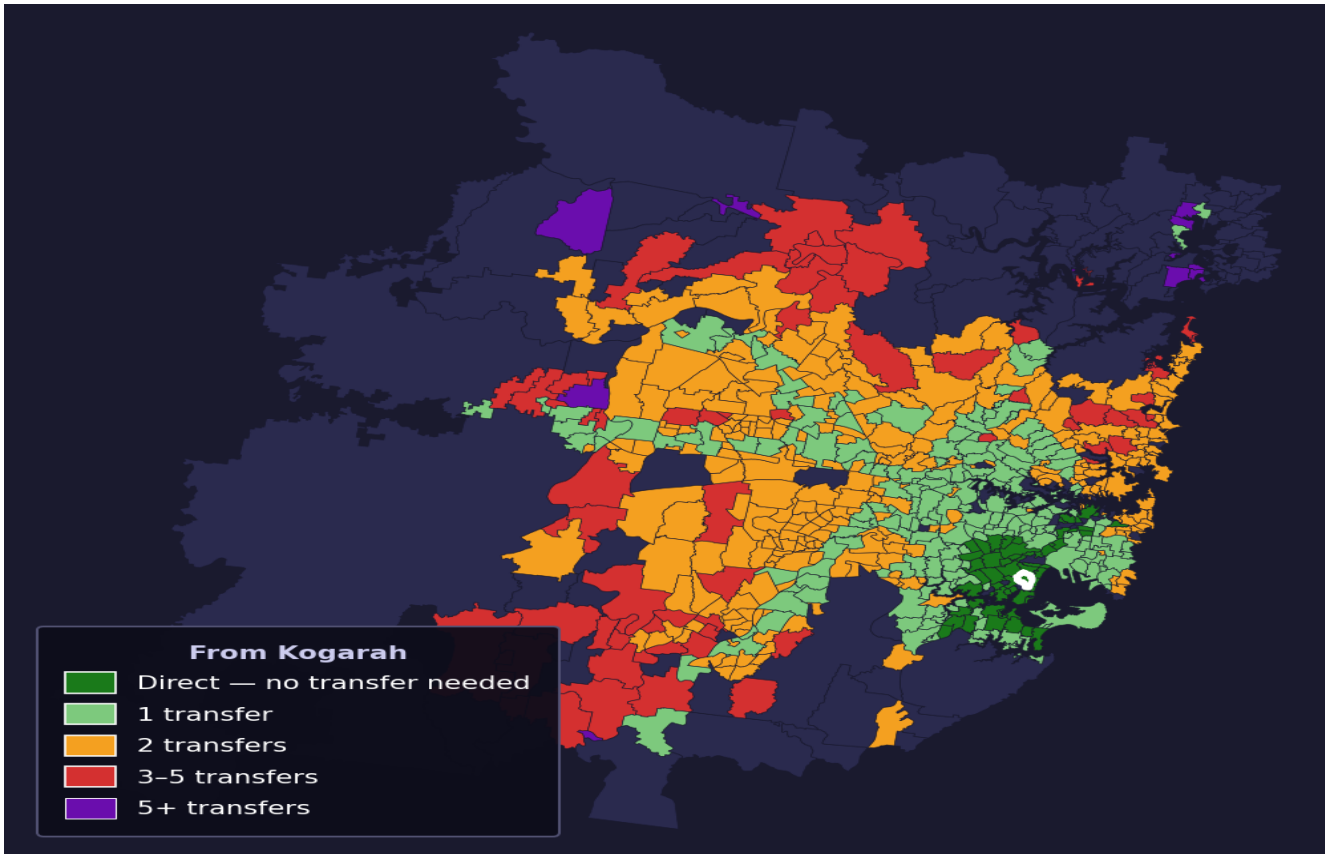 From Kogarah
Direct — no transfer needed
1 transfer
2 transfers
3–5 transfers
5+ transfers